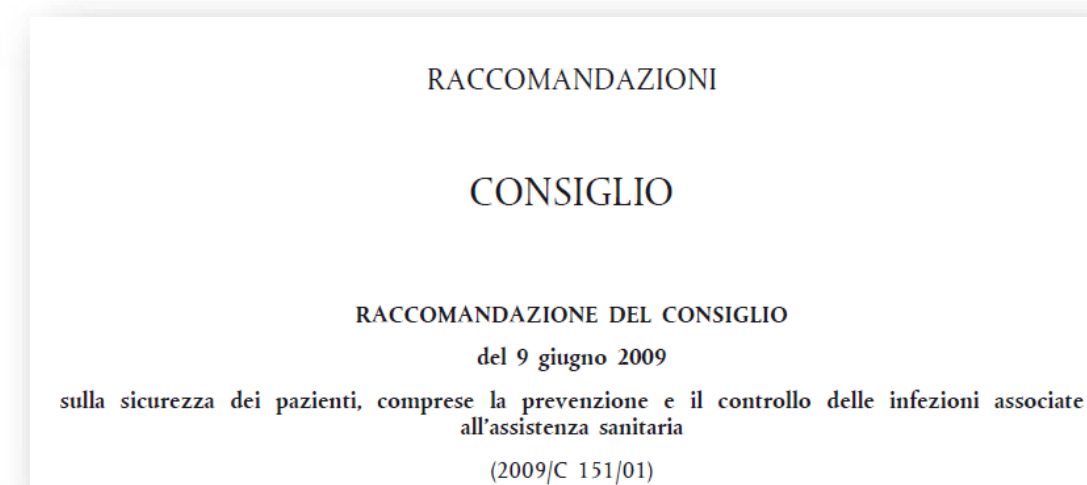 RACCOMANDAZIONI
CONSIGLIO
RACCOMANDAZIONE DEL CONSIGLIO
del 9 giugno 2009
sulla sicurezza dei pazienti, comprese la prevenzione e il controllo delle infezioni associate
all'assistenza sanitaria
(2009/C 151/01)